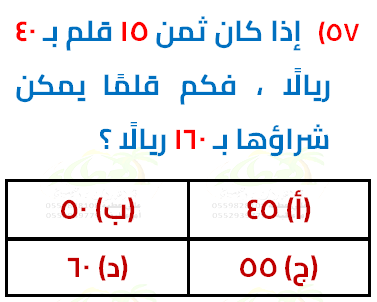 ٥٧) إذا كان ثمن ١٥ قلم بـ ٤٠
ريالًا ، فكم قلمًا يمكن
شراؤها بـ ١٦٠ ريالًا ؟
(أ) ٤٥ (ب) ٥٠
(ج) ٥٥ (د) ٦٠